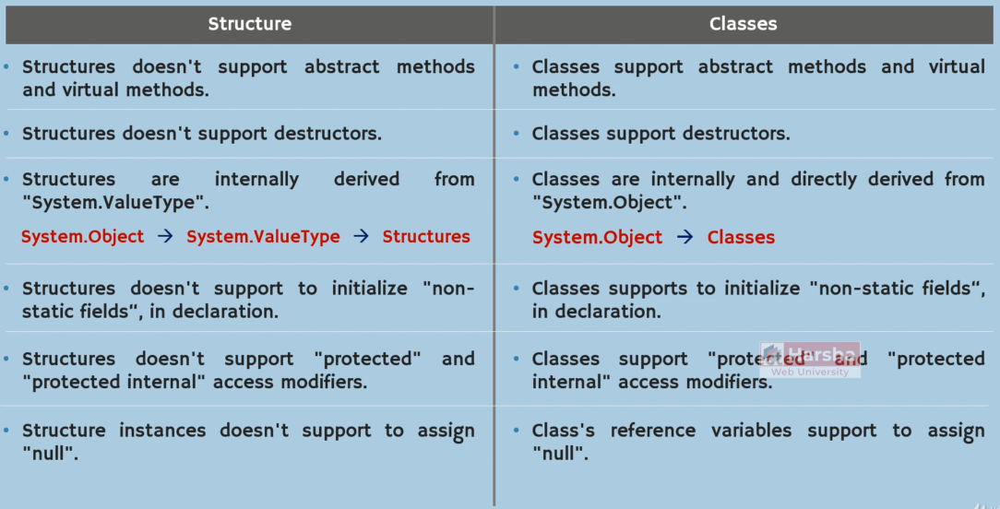 Structure
Classes
• Structures doesn't support abstract methods
and virtual methods.
• Classes support abstract methods and virtual
methods.
• Structures doesn't support destructors.
• Classes support destructors.
• Structures are internally derived from
"System.ValueType".
System.Object → System.ValueType → Structures
• Classes are internally and directly derived from
"System.Object".
System.Object → Classes
• Structures doesn't support to initialize "non-
static fields“, in declaration.
• Classes supports to initialize "non-static fields“,
in declaration.
• Structures doesn't support "protected" and
"protected internal" access modifiers.
• Classes support "protected" and "protected
internal" access modifiers.
Harsha
Web University
• Structure instances doesn't support to assign
"null".
• Class's reference variables support to assign
"null".